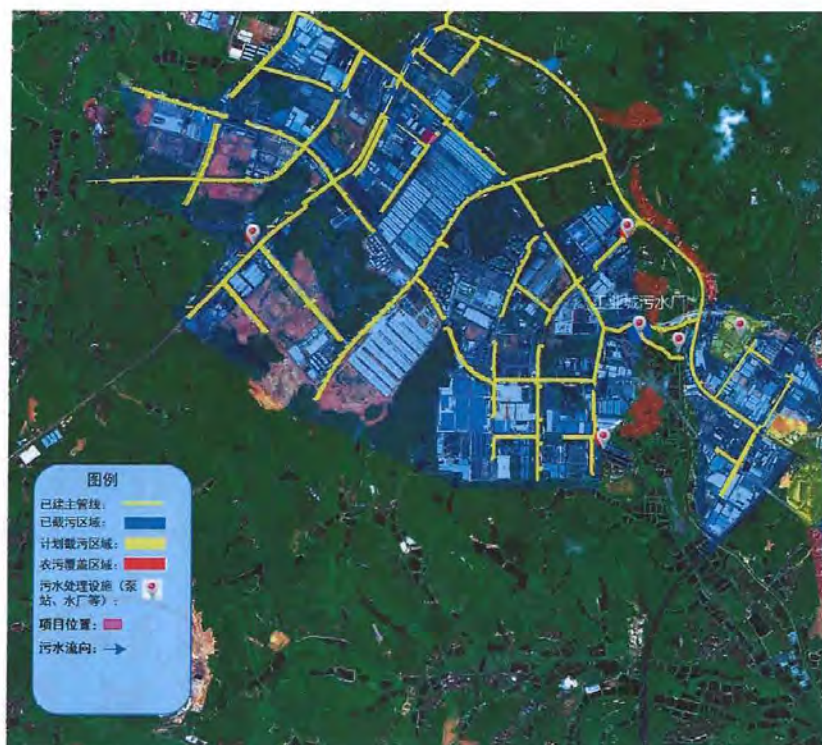 工业城污水厂
图例
已建主管线：
已截污区域：
计划截污区域：
农污覆盖区域：
污水处理设施（泵
站、水厂等）：
项目位置：
污水流向：